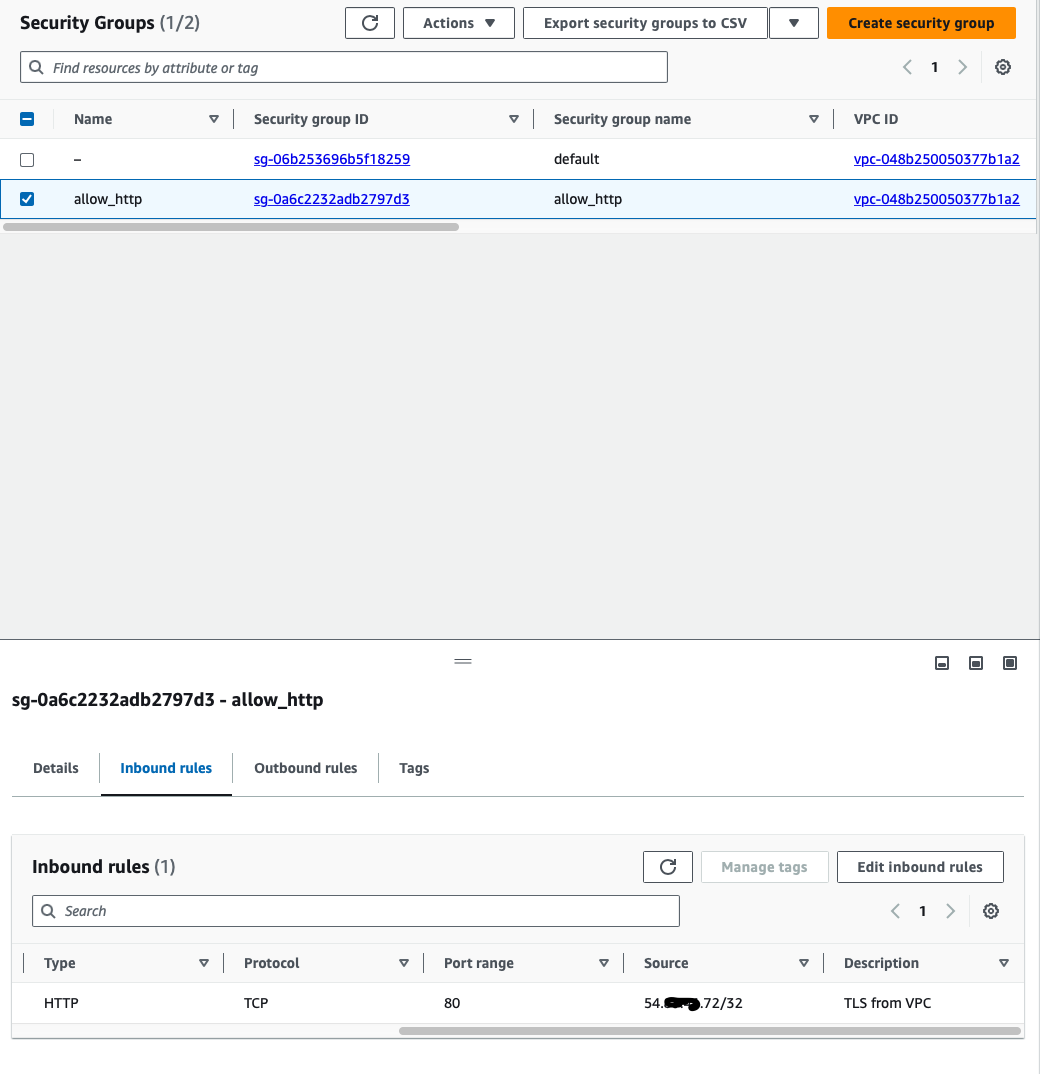 Security Groups (1/2) Actions Export security groups to CSV Create security group
Find resources by attribute or tag 1
Name Security group ID Security group name VPC ID
– sg-06b253696b5f18259 default vpc-048b250050377b1a2
allow_http sg-0a6c2232adb2797d3 allow_http vpc-048b250050377b1a2
sg-0a6c2232adb2797d3 - allow_http
Details Inbound rules Outbound rules Tags
Inbound rules (1) Manage tags Edit inbound rules
Search 1
Type Protocol Port range Source Description
HTTP TCP 80 54. .72/32 TLS from VPC